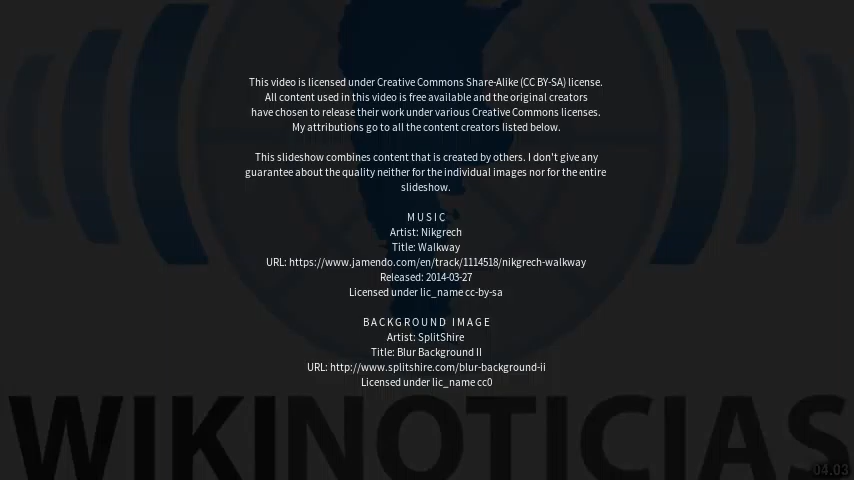 This video is licensed under Creative Commons Share-Alike (CC BY-SA) license.
All content used in this video is free available and the original creators
have chosen to release their work under various Creative Commons licenses.
My attributions go to all the content creators listed below.
This slideshow combines content that is created by others. I don't give any
guarantee about the quality neither for the individual images nor for the entire
slideshow.
MUSIC
Artist: Nikgrech
Title: Walkway
URL: https://www.jamendo.com/en/track/1114518/nikgrech-walkway
Released: 2014-03-27
Licensed under lic_name cc-by-sa
BACKGROUND IMAGE
Artist: SplitShire
Title: Blur Background II
URL: http://www.splitshire.com/blur-background-ii
Licensed under lic_name cc0
WIKINOTICIAS
04.03